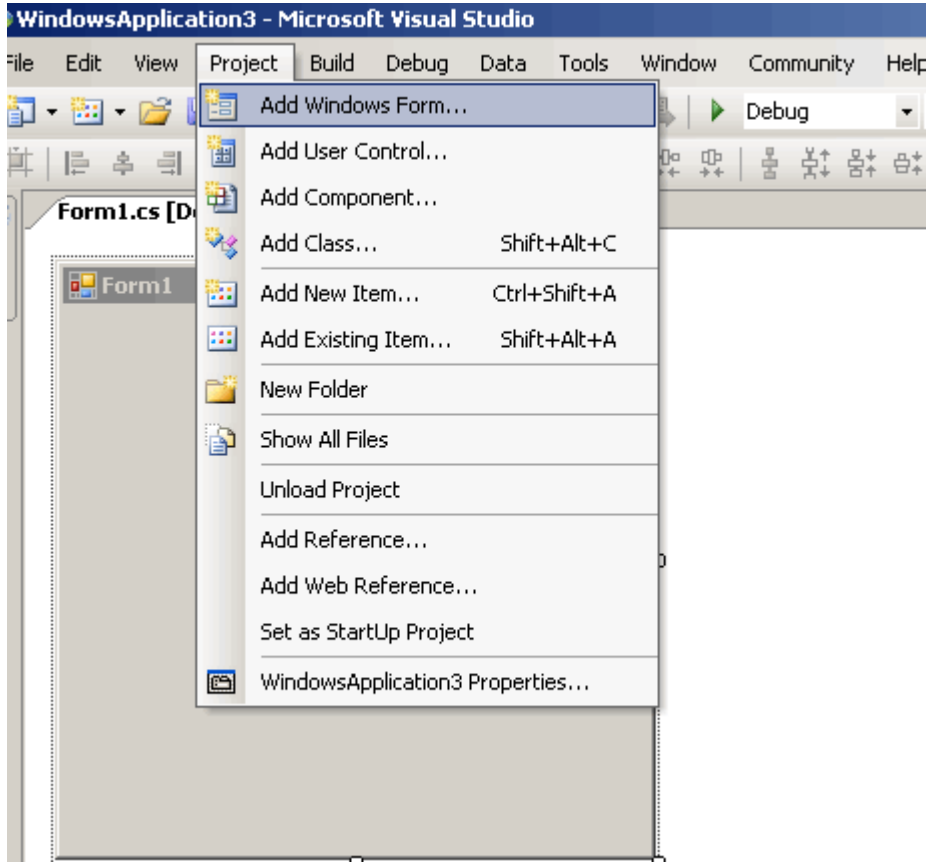 WindowsApplication3 - Microsoft Visual Studio
File Edit View Project Build Debug Data Tools Window Community Help
Add Windows Form...
Debug
Add User Control...
Add Component...
Form1.cs
Add Class... Shift+Alt+C
Form1
Add New Item... Ctrl+Shift+A
Add Existing Item... Shift+Alt+A
New Folder
Show All Files
Unload Project
Add Reference...
Add Web Reference...
Set as StartUp Project
WindowsApplication3 Properties...